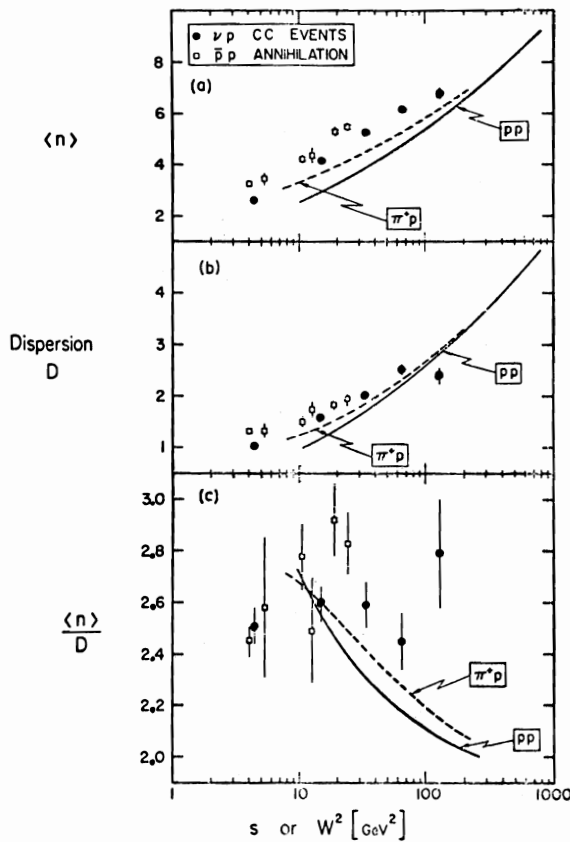 ● νp CC EVENTS
□ p̄p ANNIHILATION
(a)
8
6
4
2
⟨n⟩
pp
π⁺p
(b)
4
3
2
1
Dispersion
D
pp
π⁺p
(c)
3.0
2.8
2.6
2.4
2.2
2.0
⟨n⟩
D
π⁺p
pp
1 10 100 1000
s or W² [GeV²]